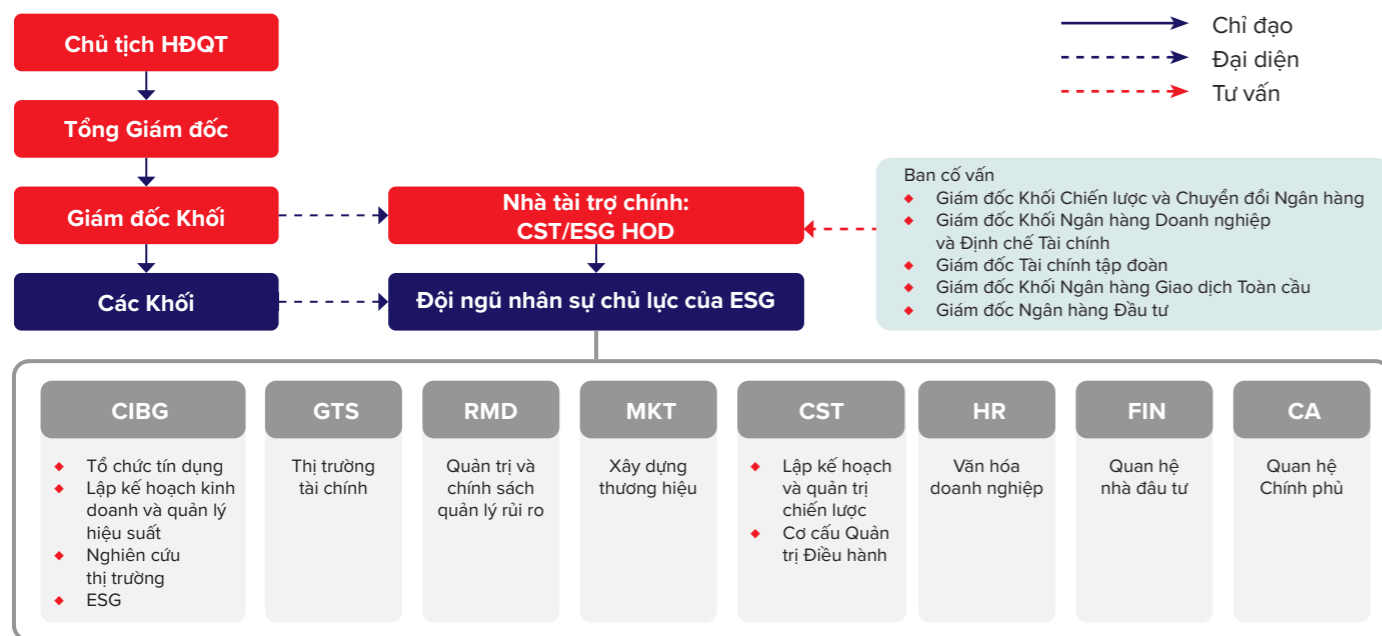 Chủ tịch HĐQT
Tổng Giám đốc
Giám đốc Khối
Các Khối
Nhà tài trợ chính:
CST/ESG HOD
Đội ngũ nhân sự chủ lực của ESG
Chỉ đạo
Đại diện
Tư vấn
Ban cố vấn
Giám đốc Khối Chiến lược và Chuyển đổi Ngân hàng
Giám đốc Khối Ngân hàng Doanh nghiệp
và Định chế Tài chính
Giám đốc Tài chính tập đoàn
Giám đốc Khối Ngân hàng Giao dịch Toàn cầu
Giám đốc Ngân hàng Đầu tư
CIBG
Tổ chức tín dụng
Lập kế hoạch kinh
doanh và quản lý
hiệu suất
Nghiên cứu
thị trường
ESG
GTS
Thị trường
tài chính
RMD
Quản trị và
chính sách
quản lý rủi ro
MKT
Xây dựng
thương hiệu
CST
Lập kế hoạch
và quản trị
chiến lược
Cơ cấu Quản
trị Điều hành
HR
Văn hóa
doanh nghiệp
FIN
Quan hệ
nhà đâu tư
CA
Quan hệ
Chính phủ